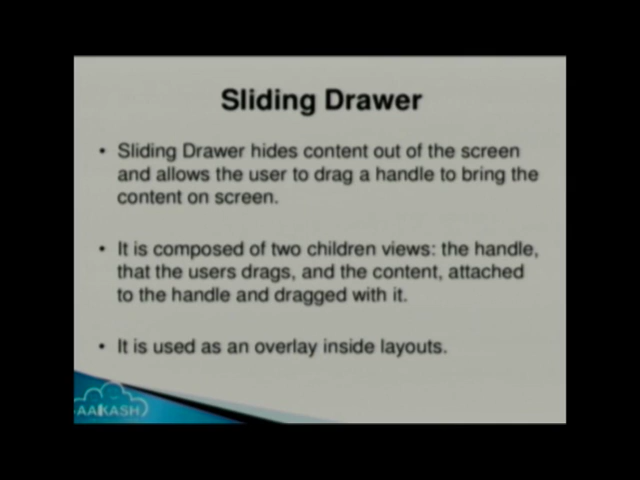 Sliding Drawer
• Sliding Drawer hides content out of the screen
and allows the user to drag a handle to bring the
content on screen.
• It is composed of two children views: the handle,
that the users drags, and the content, attached
to the handle and dragged with it.
• It is used as an overlay inside layouts.
AAKASH